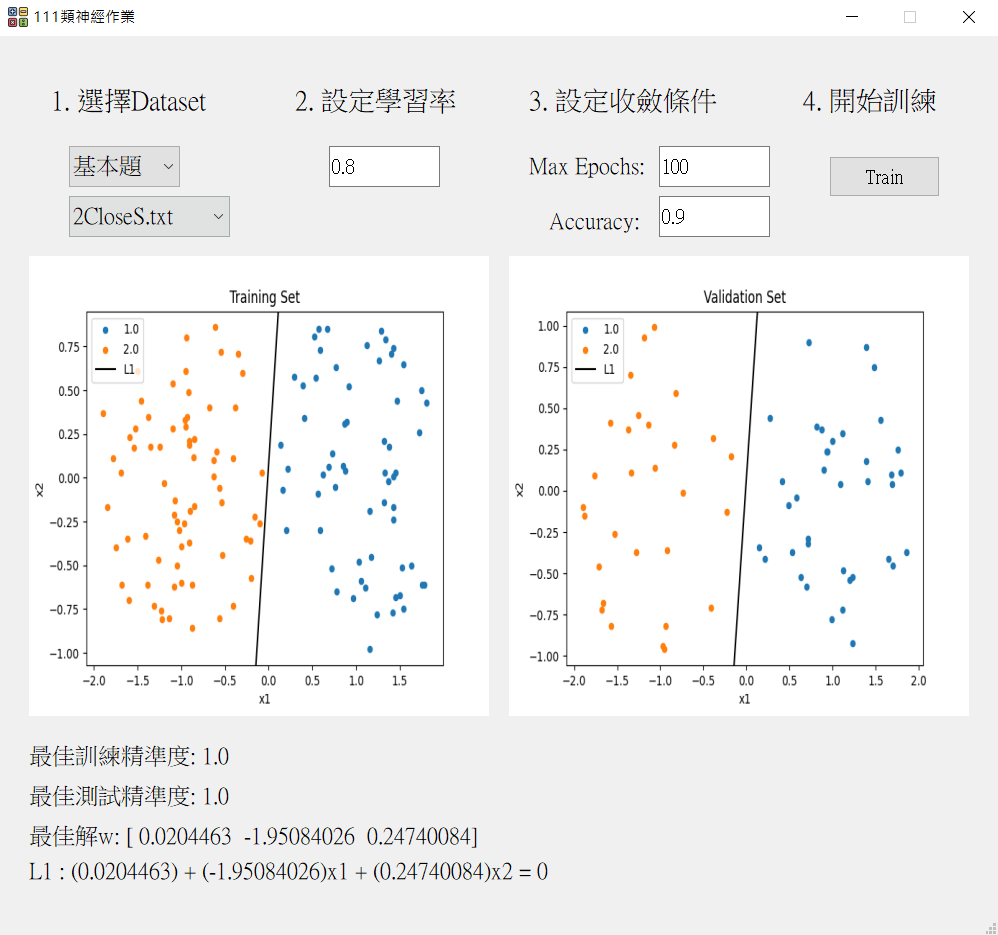 111類神經作業
1. 選擇Dataset
2. 設定學習率
3. 設定收斂條件
4. 開始訓練
基本題
2CloseS.txt
0.8
Max Epochs: 100
Accuracy: 0.9
Train
Training Set
1.0
2.0
L1
0.75
0.50
0.25
0.00
−0.25
−0.50
−0.75
−1.00
x2
−2.0 −1.5 −1.0 −0.5 0.0 0.5 1.0 1.5
x1
Validation Set
1.0
2.0
L1
1.00
0.75
0.50
0.25
0.00
−0.25
−0.50
−0.75
−1.00
x2
−2.0 −1.5 −1.0 −0.5 0.0 0.5 1.0 1.5 2.0
x1
最佳訓練精準度: 1.0
最佳測試精準度: 1.0
最佳解w: [ 0.0204463 -1.95084026 0.24740084]
L1 : (0.0204463) + (-1.95084026)x1 + (0.24740084)x2 = 0